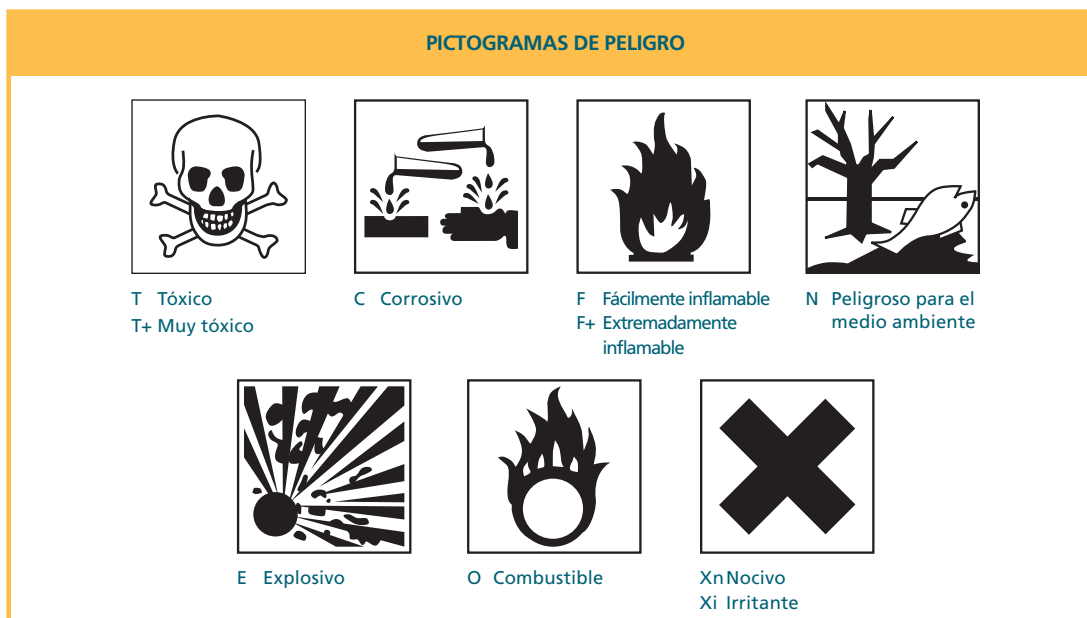 PICTOGRAMAS DE PELIGRO
T Tóxico
T+ Muy tóxico
C Corrosivo
F Fácilmente inflamable
F+ Extremadamente
inflamable
N Peligroso para el
medio ambiente
E Explosivo
O Combustible
Xn Nocivo
Xi Irritante